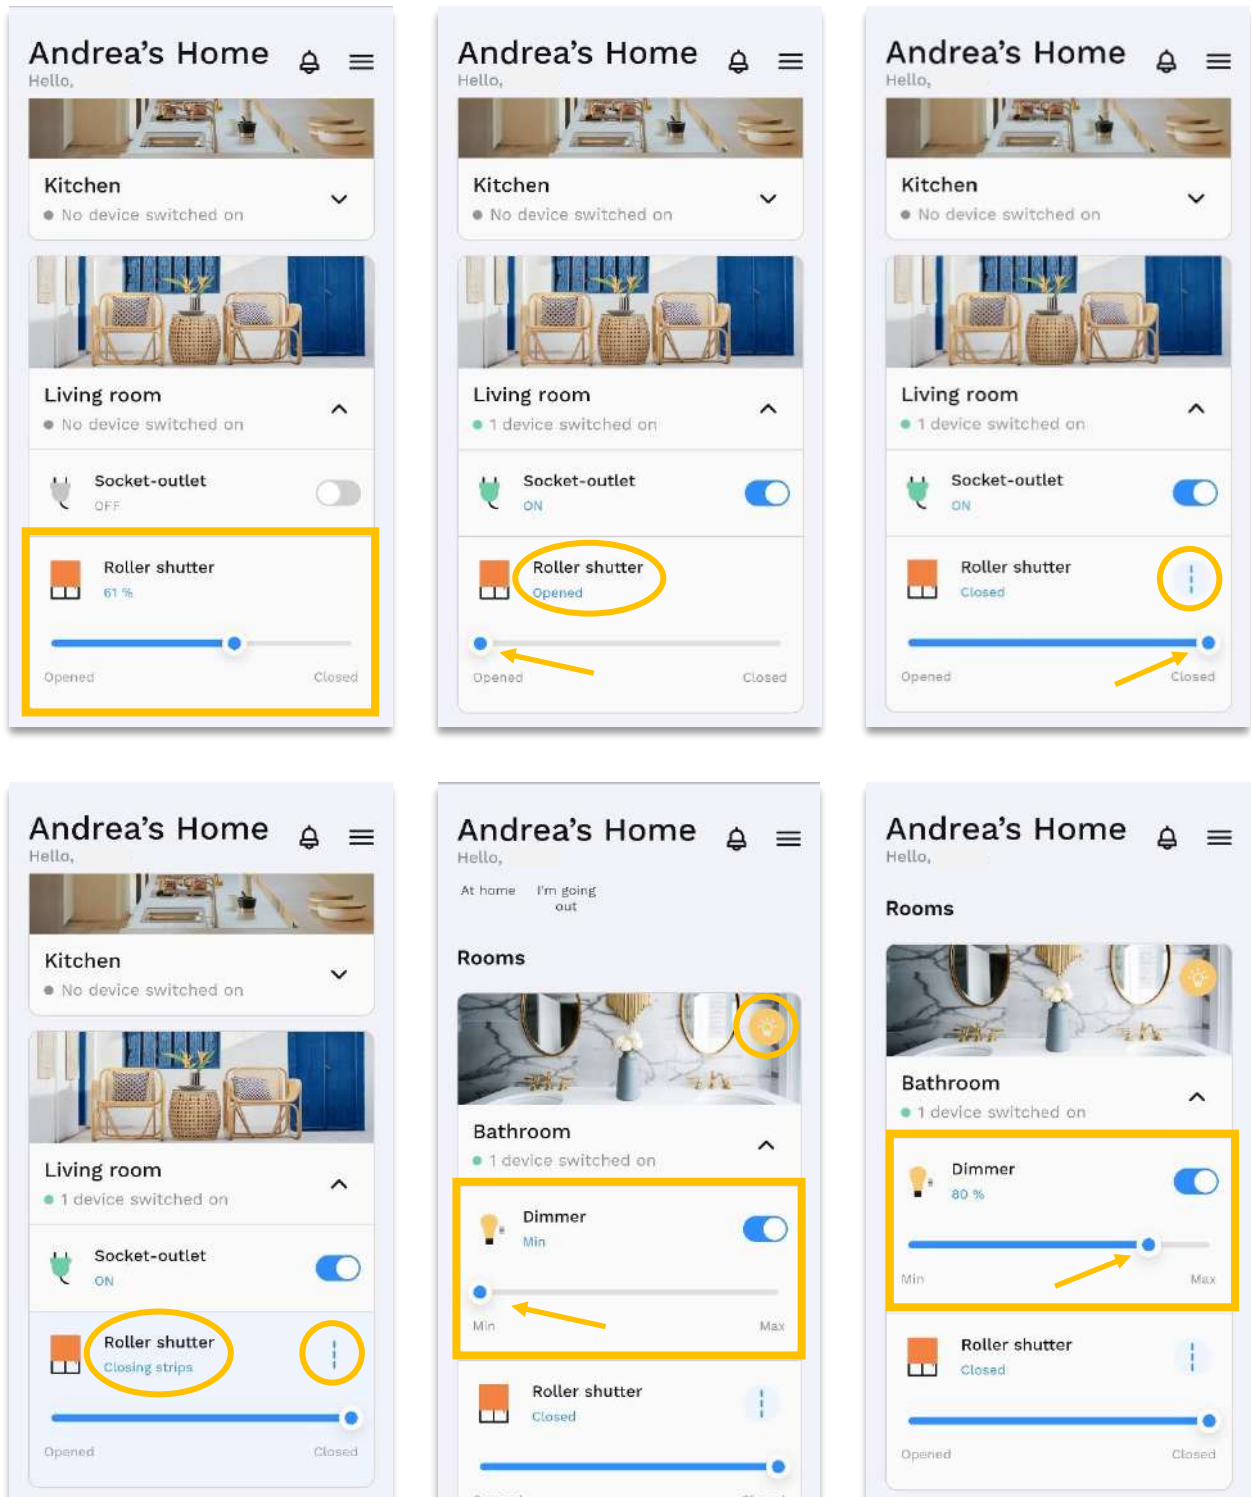 Andrea's Home
Hello,
Kitchen
No device switched on
Living room
No device switched on
Socket-outlet
OFF
Roller shutter
61 %
Opened Closed
Andrea's Home
Hello,
Kitchen
No device switched on
Living room
1 device switched on
Socket-outlet
ON
Roller shutter
Opened
Opened Closed
Andrea's Home
Hello,
Kitchen
No device switched on
Living room
1 device switched on
Socket-outlet
ON
Roller shutter
Closed
Opened Closed
Andrea's Home
Hello,
Kitchen
No device switched on
Living room
1 device switched on
Socket-outlet
ON
Roller shutter
Closing strips
Opened Closed
Andrea's Home
Hello,
At home I'm going
out
Rooms
Bathroom
1 device switched on
Dimmer
Min
Min Max
Roller shutter
Closed
Andrea's Home
Hello,
Rooms
Bathroom
1 device switched on
Dimmer
80 %
Min Max
Roller shutter
Closed
Opened Closed